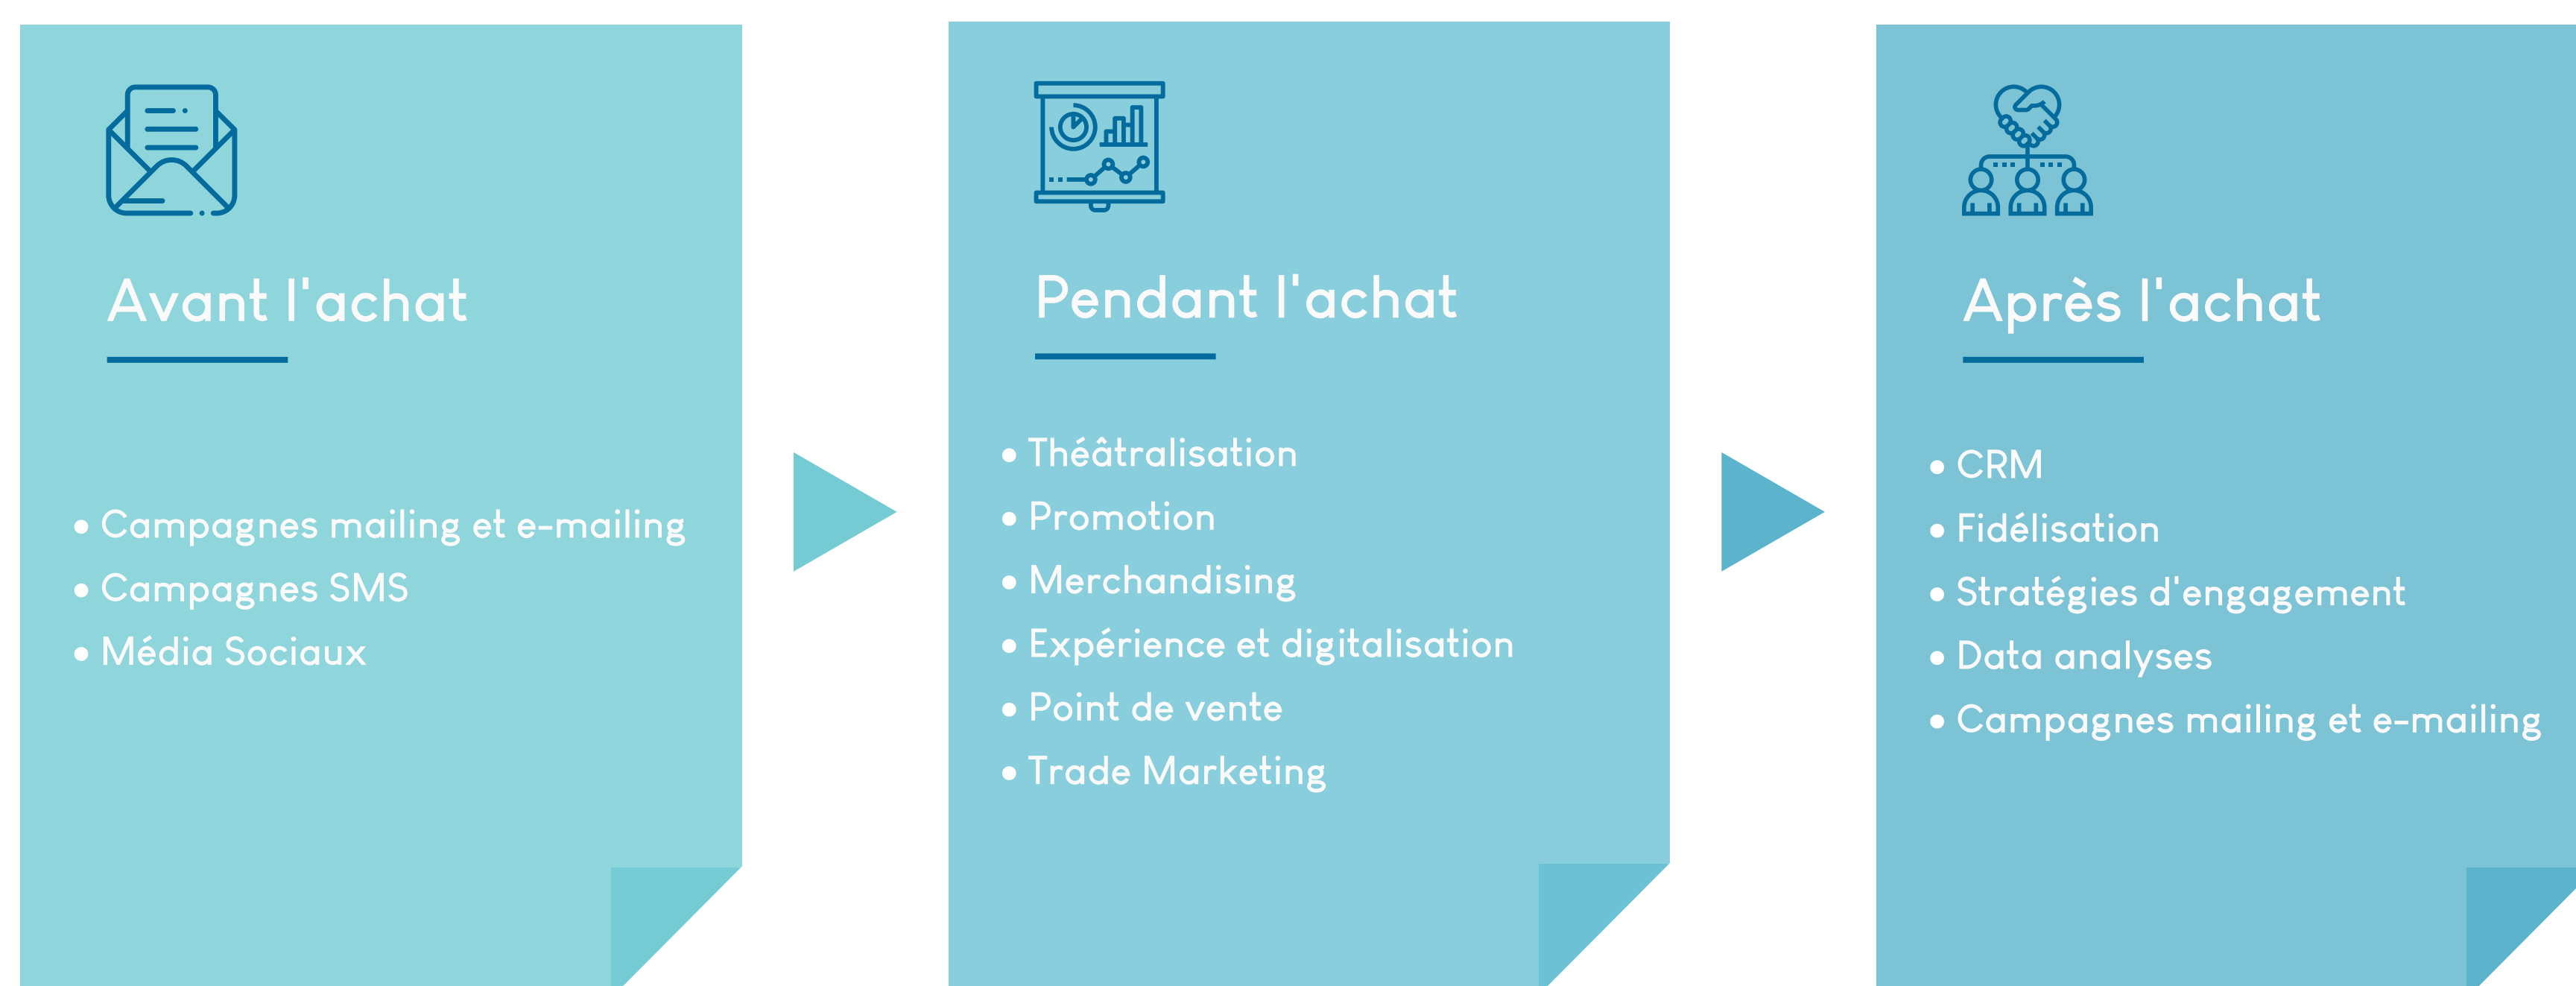 Avant l'achat
• Campagnes mailing et e-mailing
• Campagnes SMS
• Média Sociaux
Pendant l'achat
• Théâtralisation
• Promotion
• Merchandising
• Expérience et digitalisation
• Point de vente
• Trade Marketing
Après l'achat
• CRM
• Fidélisation
• Stratégies d'engagement
• Data analyses
• Campagnes mailing et e-mailing